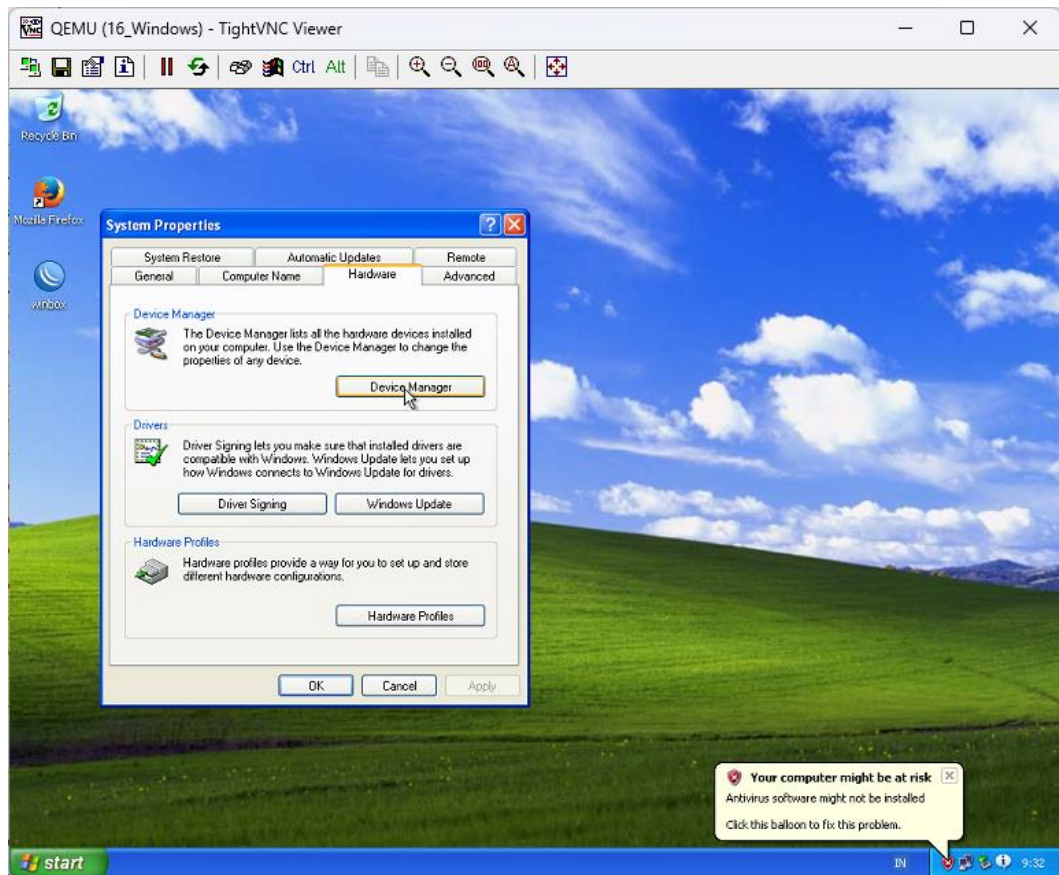 QEMU (16_Windows) - TightVNC Viewer
Ctrl Alt
Recycle Bin
Mozilla Firefox
winbox
System Properties
System Restore Automatic Updates Remote
General Computer Name Hardware Advanced
Device Manager
The Device Manager lists all the hardware devices installed
on your computer. Use the Device Manager to change the
properties of any device.
Device Manager
Drivers
Driver Signing lets you make sure that installed drivers are
compatible with Windows. Windows Update lets you set up
how Windows connects to Windows Update for drivers.
Driver Signing Windows Update
Hardware Profiles
Hardware profiles provide a way for you to set up and store
different hardware configurations.
Hardware Profiles
OK Cancel Apply
Your computer might be at risk
Antivirus software might not be installed
Click this balloon to fix this problem.
start IN 9:32